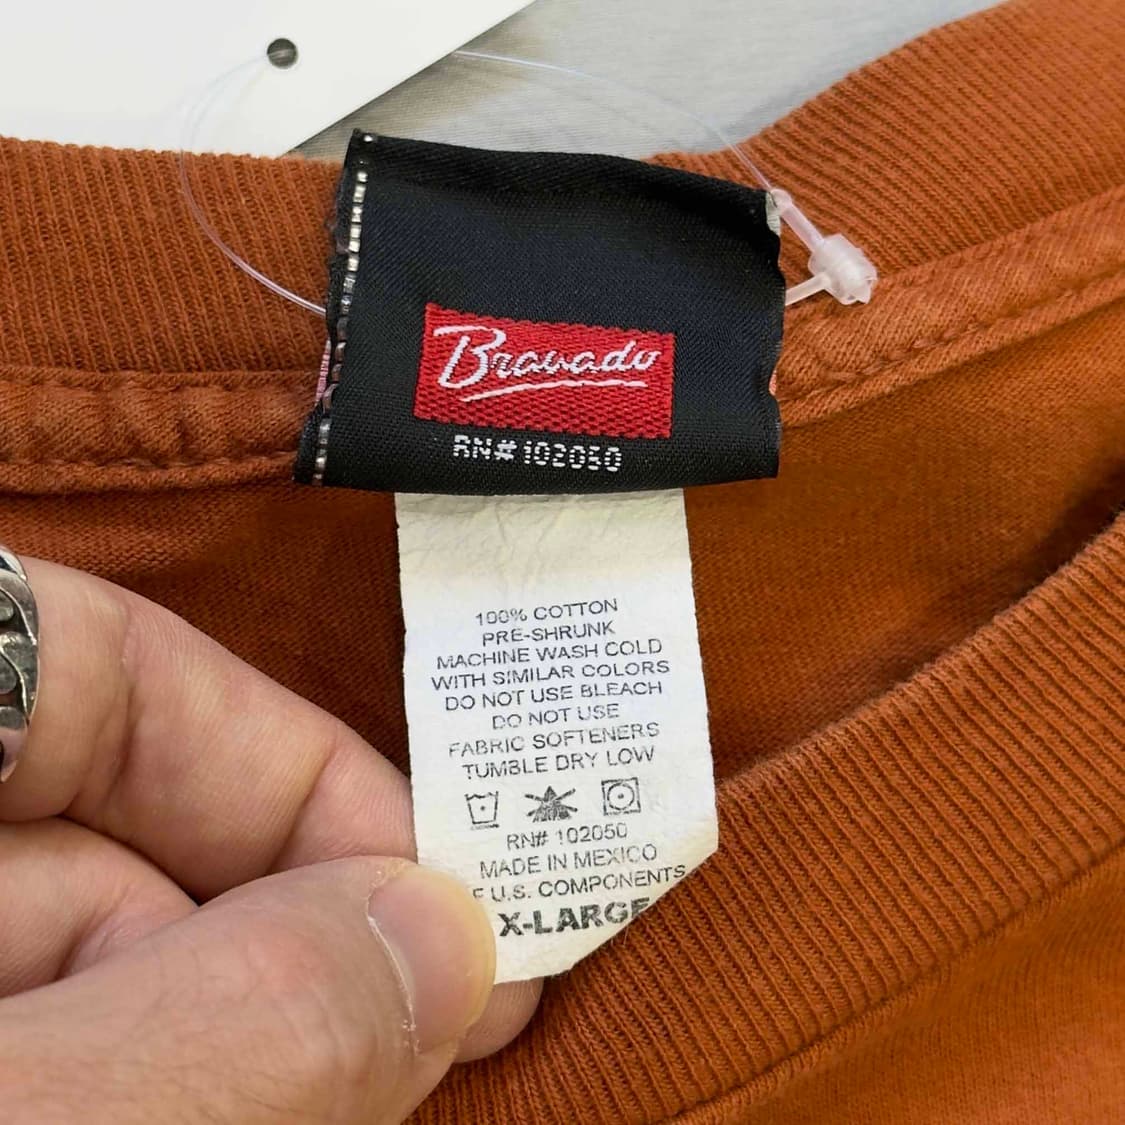 Bravado
RN# 102050
100% COTTON
PRE-SHRUNK
MACHINE WASH COLD
WITH SIMILAR COLORS
DO NOT USE BLEACH
DO NOT USE
FABRIC SOFTENERS
TUMBLE DRY LOW
RN# 102050
MADE IN MEXICO
F U.S. COMPONENTS
X-LARGE